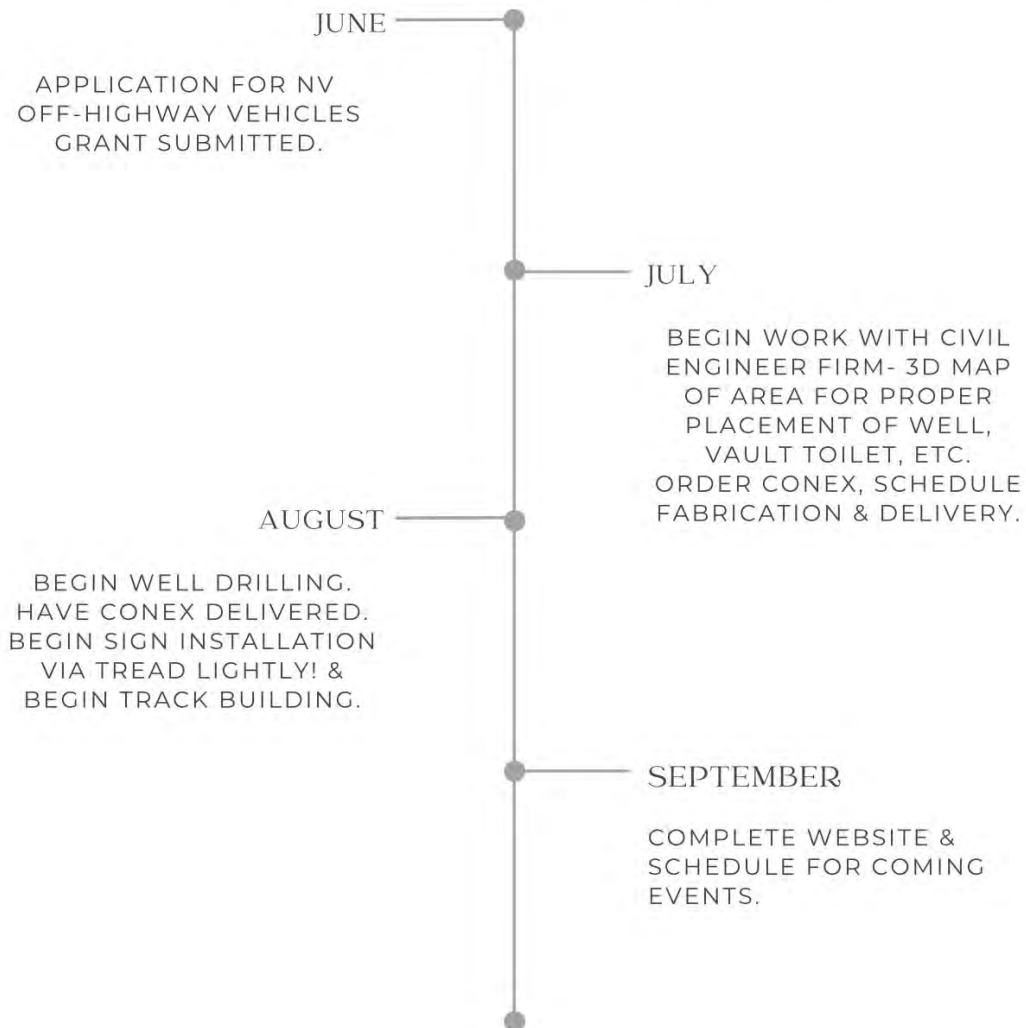 JUNE
APPLICATION FOR NV
OFF-HIGHWAY VEHICLES
GRANT SUBMITTED.
JULY
BEGIN WORK WITH CIVIL
ENGINEER FIRM- 3D MAP
OF AREA FOR PROPER
PLACEMENT OF WELL,
VAULT TOILET, ETC.
ORDER CONEX, SCHEDULE
FABRICATION & DELIVERY.
AUGUST
BEGIN WELL DRILLING.
HAVE CONEX DELIVERED.
BEGIN SIGN INSTALLATION
VIA TREAD LIGHTLY! &
BEGIN TRACK BUILDING.
SEPTEMBER
COMPLETE WEBSITE &
SCHEDULE FOR COMING
EVENTS.